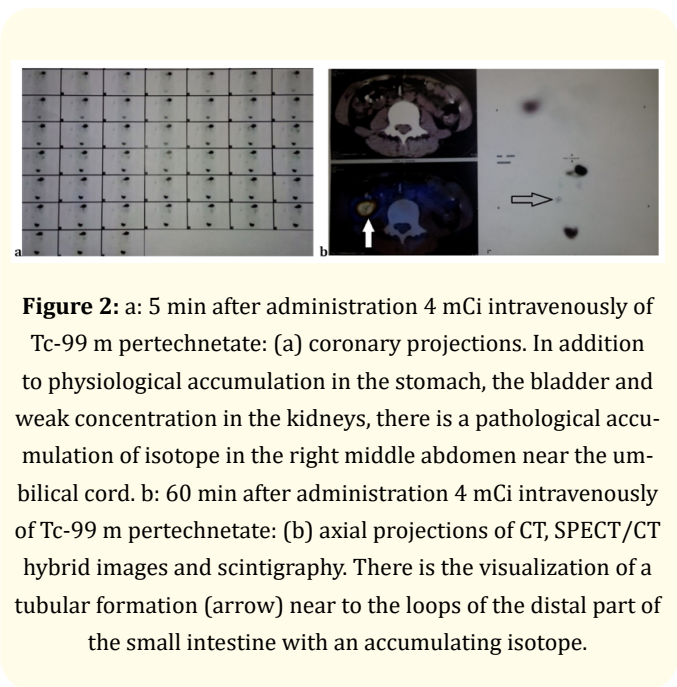 a
b
Figure 2: a: 5 min after administration 4 mCi intravenously of
Tc-99 m pertechnetate: (a) coronary projections. In addition
to physiological accumulation in the stomach, the bladder and
weak concentration in the kidneys, there is a pathological accu-
mulation of isotope in the right middle abdomen near the um-
bilical cord. b: 60 min after administration 4 mCi intravenously
of Tc-99 m pertechnetate: (b) axial projections of CT, SPECT/CT
hybrid images and scintigraphy. There is the visualization of a
tubular formation (arrow) near to the loops of the distal part of
the small intestine with an accumulating isotope.